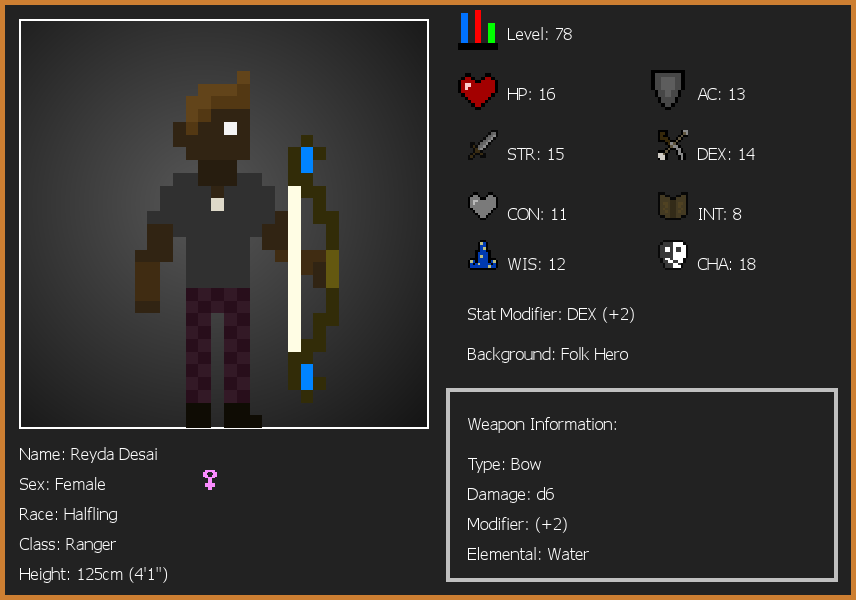 Level: 78
HP: 16
AC: 13
STR: 15
DEX: 14
CON: 11
INT: 8
WIS: 12
CHA: 18
Stat Modifier: DEX (+2)
Background: Folk Hero
Weapon Information:
Type: Bow
Damage: d6
Modifier: (+2)
Elemental: Water
Name: Reyda Desai
Sex: Female
Race: Halfling
Class: Ranger
Height: 125cm (4'1")